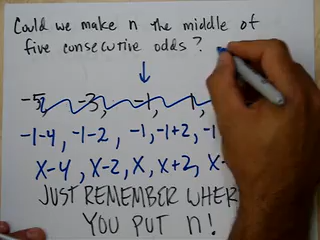 Could we make n the middle of
five consecutive odds?
-5, -3, -1, 1,
-1-4, -1-2, -1, -1+2, -1
x-4, x-2, x, x+2, x-
JUST REMEMBER WHER
YOU PUT n!